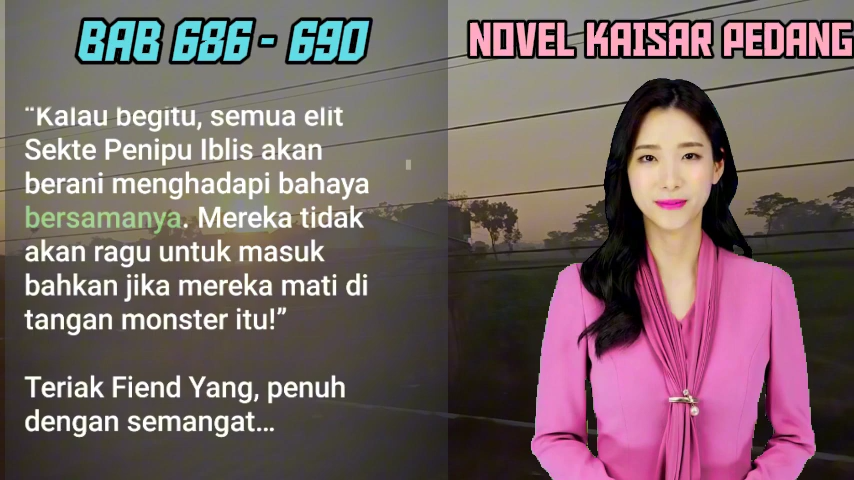 BAB 686 - 690
NOVEL KAISAR PEDANG
“Kalau begitu, semua elit
Sekte Penipu Iblis akan
berani menghadapi bahaya
bersamanya. Mereka tidak
akan ragu untuk masuk
bahkan jika mereka mati di
tangan monster itu!”
Teriak Fiend Yang, penuh
dengan semangat...